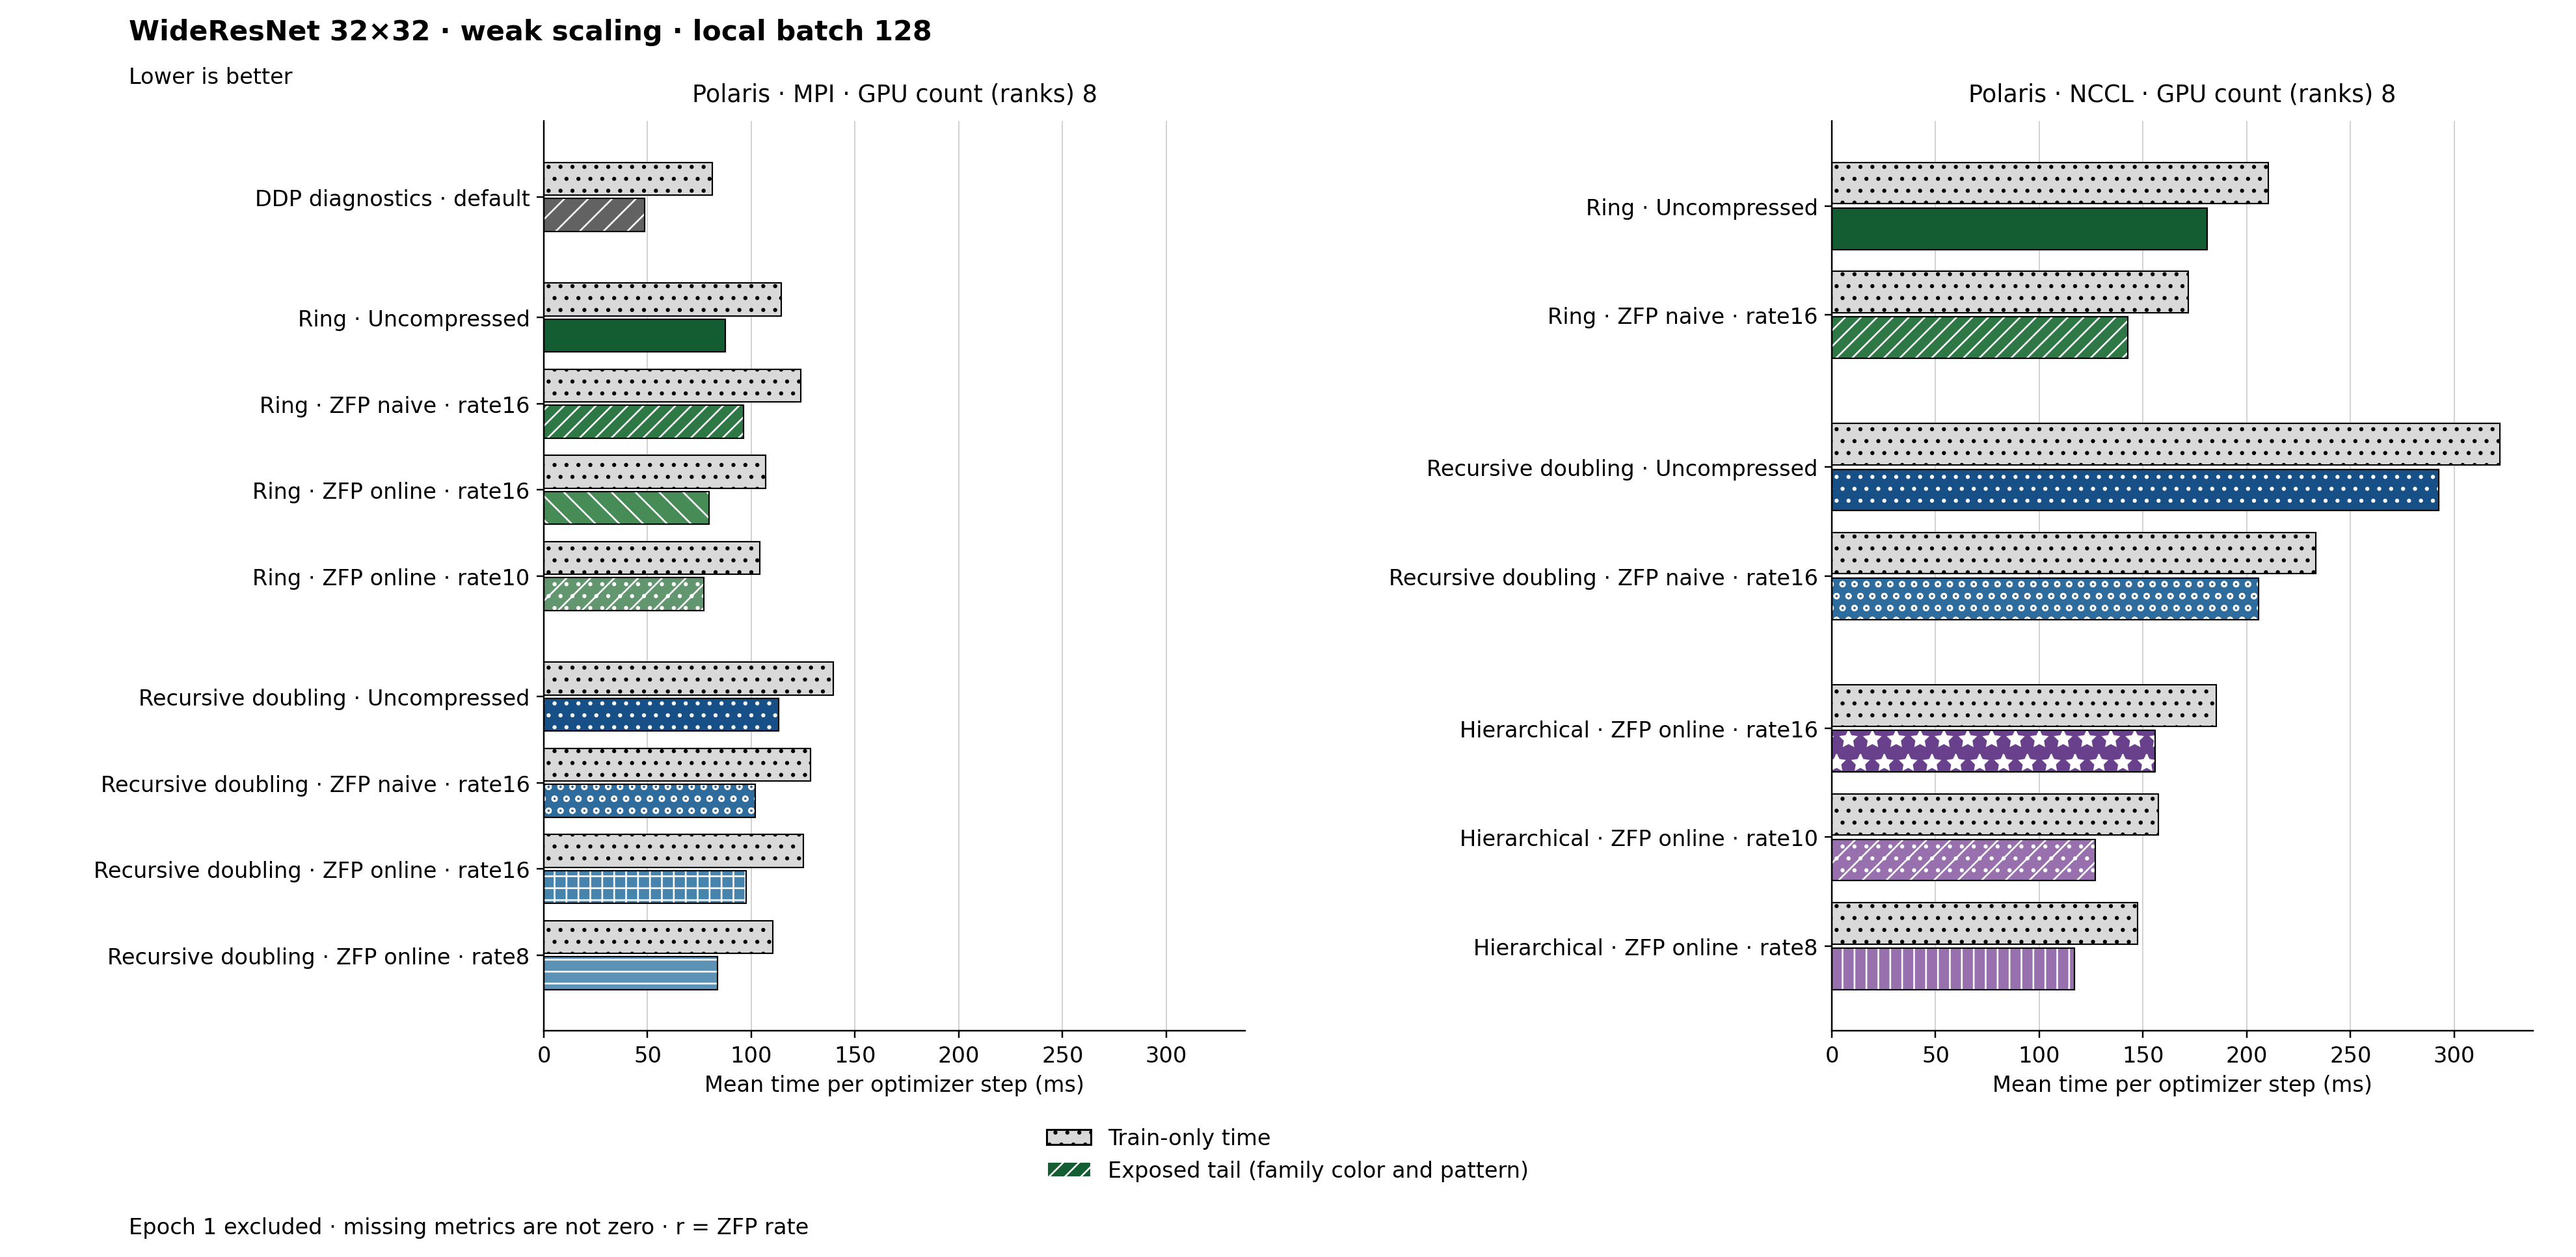 WideResNet 32×32 · weak scaling · local batch 128
Lower is better
Polaris · MPI · GPU count (ranks) 8
DDP diagnostics · default
Ring · Uncompressed
Ring · ZFP naive · rate16
Ring · ZFP online · rate16
Ring · ZFP online · rate10
Recursive doubling · Uncompressed
Recursive doubling · ZFP naive · rate16
Recursive doubling · ZFP online · rate16
Recursive doubling · ZFP online · rate8
0 50 100 150 200 250 300
Mean time per optimizer step (ms)
Polaris · NCCL · GPU count (ranks) 8
Ring · Uncompressed
Ring · ZFP naive · rate16
Recursive doubling · Uncompressed
Recursive doubling · ZFP naive · rate16
Hierarchical · ZFP online · rate16
Hierarchical · ZFP online · rate10
Hierarchical · ZFP online · rate8
0 50 100 150 200 250 300
Mean time per optimizer step (ms)
Train-only time
Exposed tail (family color and pattern)
Epoch 1 excluded · missing metrics are not zero · r = ZFP rate